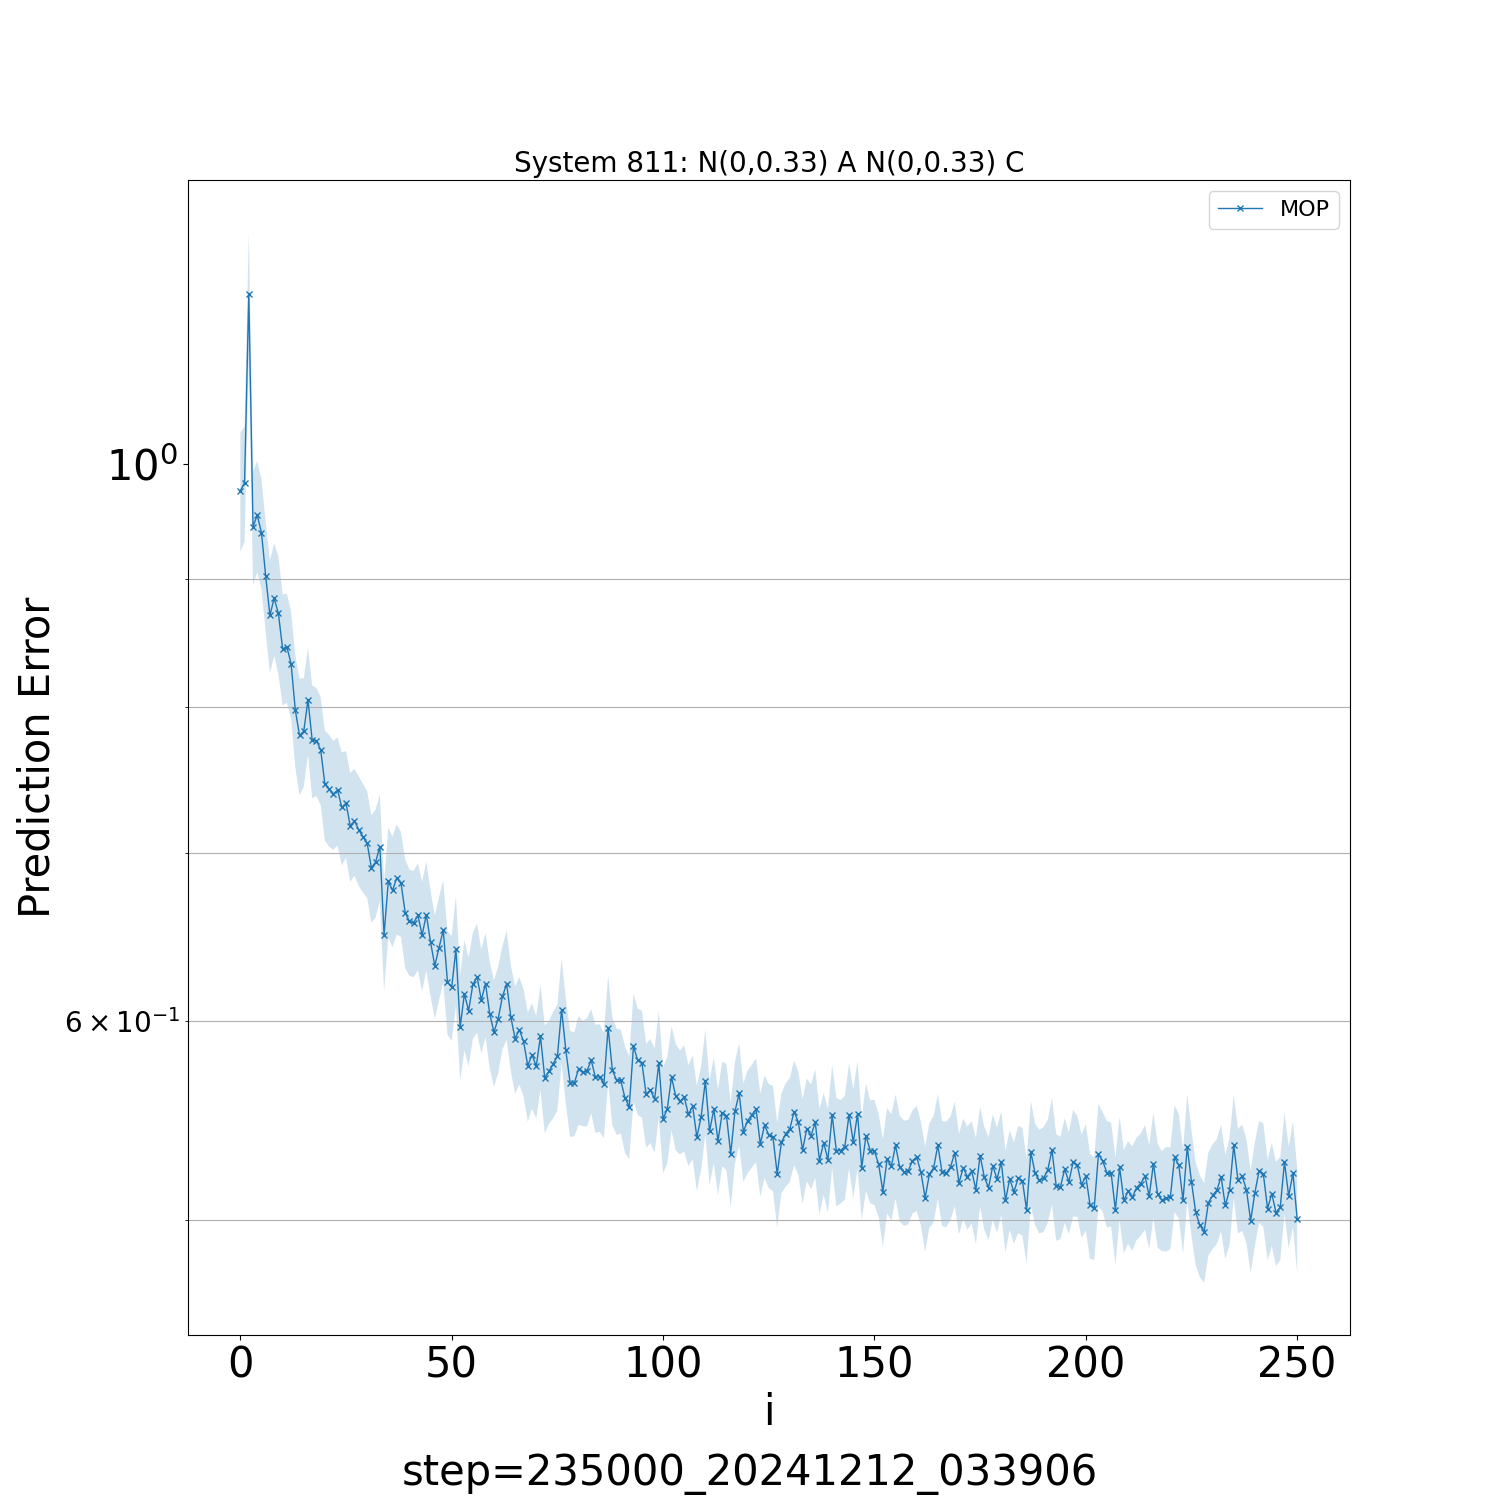 System 811: N(0,0.33) A N(0,0.33) C
MOP
10⁰
6 × 10⁻¹
Prediction Error
0 50 100 150 200 250
i
step=235000_20241212_033906